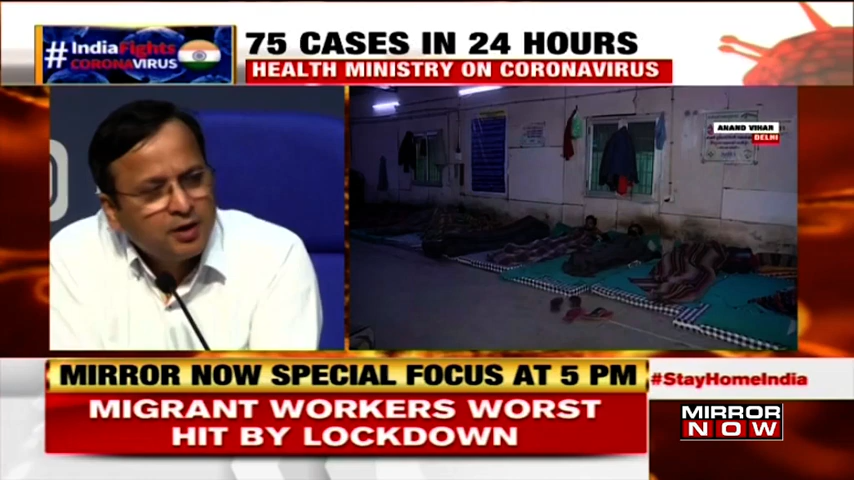 #IndiaFights
CORONAVIRUS
75 CASES IN 24 HOURS
HEALTH MINISTRY ON CORONAVIRUS
ANAND VIHAR
DELHI
MIRROR NOW SPECIAL FOCUS AT 5 PM
#StayHomeIndia
MIGRANT WORKERS WORST
HIT BY LOCKDOWN
MIRROR
NOW